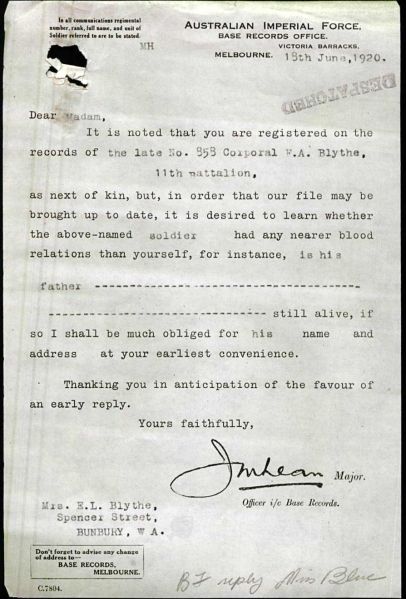 In all communications regimental
number, rank, full name, and unit of
Soldier referred to are to be stated.
MH
AUSTRALIAN IMPERIAL FORCE,
BASE RECORDS OFFICE.
VICTORIA BARRACKS,
MELBOURNE. 18th June, 1920.
DESPATCHED
Dear Madam,
It is noted that you are registered on the
records of the late No. 858 Corporal W.A. Blythe,
11th Battalion,
as next of kin, but, in order that our file may be
brought up to date, it is desired to learn whether
the above-named soldier had any nearer blood
relations than yourself, for instance, is his
father ----------------------------------------
-------------------------------- still alive, if
so I shall be much obliged for his name and
address at your earliest convenience.
Thanking you in anticipation of the favour of
an early reply.
Yours faithfully,
JMLean Major.
Officer i/c Base Records.
Mrs. E.L. Blythe,
Spencer Street,
BUNBURY, W A.
Don't forget to advise any change
of address to—
BASE RECORDS,
MELBOURNE.
C.7804.
reply Miss